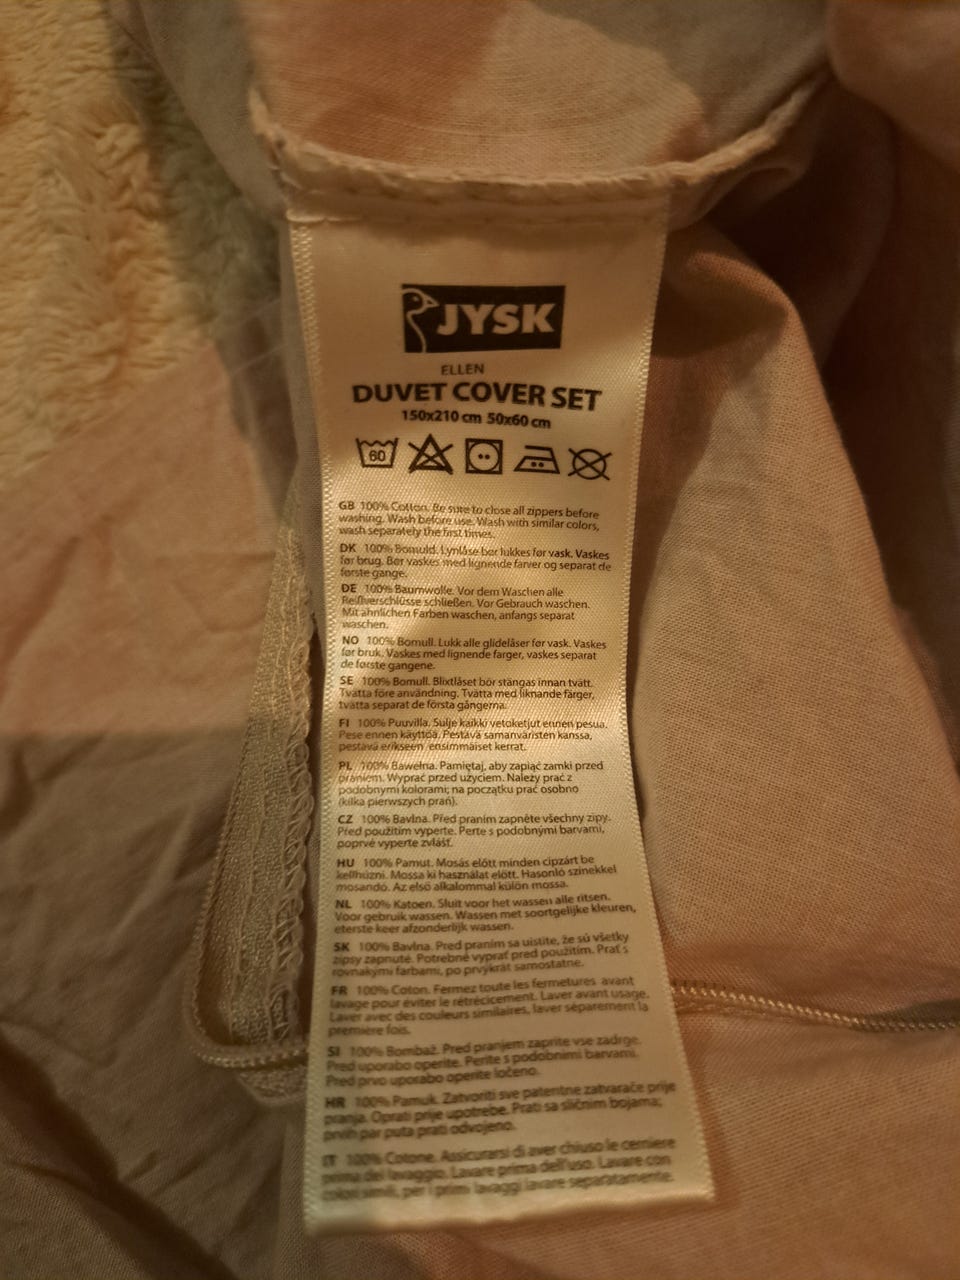 JYSK
ELLEN
DUVET COVER SET
150x210 cm 50x60 cm
60
GB 100% Cotton. Be sure to close all zippers before
washing. Wash before use. Wash with similar colors,
wash separately the first times.
DK 100% Bomuld. Lynlåse bør lukkes før vask. Vaskes
før brug. Bør vaskes med lignende farver og separat de
første gange.
DE 100% Baumwolle. Vor dem Waschen alle
Reißverschlüsse schließen. Vor Gebrauch waschen.
Mit ähnlichen Farben waschen, anfangs separat
waschen.
NO 100% Bomull. Lukk alle glidelåser før vask. Vaskes
før bruk. Vaskes med lignende farger, vaskes separat
de første gangene.
SE 100% Bomull. Blixtlåset bör stängas innan tvätt.
Tvätta före användning. Tvätta med liknande färger,
tvätta separat de första gångerna.
FI 100% Puuvilla. Sulje kaikki vetoketjut ennen pesua.
Pese ennen käyttöä. Pestävä samanväristen kanssa,
pestävä erikseen ensimmäiset kerrat.
PL 100% Bawełna. Pamiętaj, aby zapiąć zamki przed
praniem. Wyprać przed użyciem. Należy prać z
podobnymi kolorami; na początku prać osobno
(kilka pierwszych prań).
CZ 100% Bavlna. Před praním zapněte všechny zipy.
Před použitím vyperte. Perte s podobnými barvami,
poprvé vyperte zvlášť.
HU 100% Pamut. Mosás előtt minden cipzárt be
kellhúzni. Mossa ki használat előtt. Hasonló színekkel
mosandó. Az első alkalommal külön mossa.
NL 100% Katoen. Sluit voor het wassen alle ritsen.
Voor gebruik wassen. Wassen met soortgelijke kleuren,
eterste keer afzonderlijk wassen.
SK 100% Bavlna. Pred praním sa uistite, že sú všetky
zipsy zapnuté. Potrebné vyprať pred použitím. Prať s
rovnakými farbami, po prvýkrát samostatne.
FR 100% Coton. Fermez toute les fermetures avant
lavage pour éviter le rétrécicement. Laver avant usage.
Laver avec des couleurs similaires, laver séparement la
première fois.
SI 100% Bombaž. Pred pranjem zaprite vse zadrge.
Pred uporabo operite. Perite s podobnimi barvami.
Pred prvo uporabo operite ločeno.
HR 100% Pamuk. Zatvoriti sve patentne zatvarače prije
pranja. Oprati prije upotrebe. Prati sa sličnim bojama;
prvih par puta prati odvojeno.
IT 100% Cotone. Assicurarsi di aver chiuso le cerniere
prima del lavaggio. Lavare prima dell'uso. Lavare con
colori simili, per i primi lavaggi lavare separatamente.